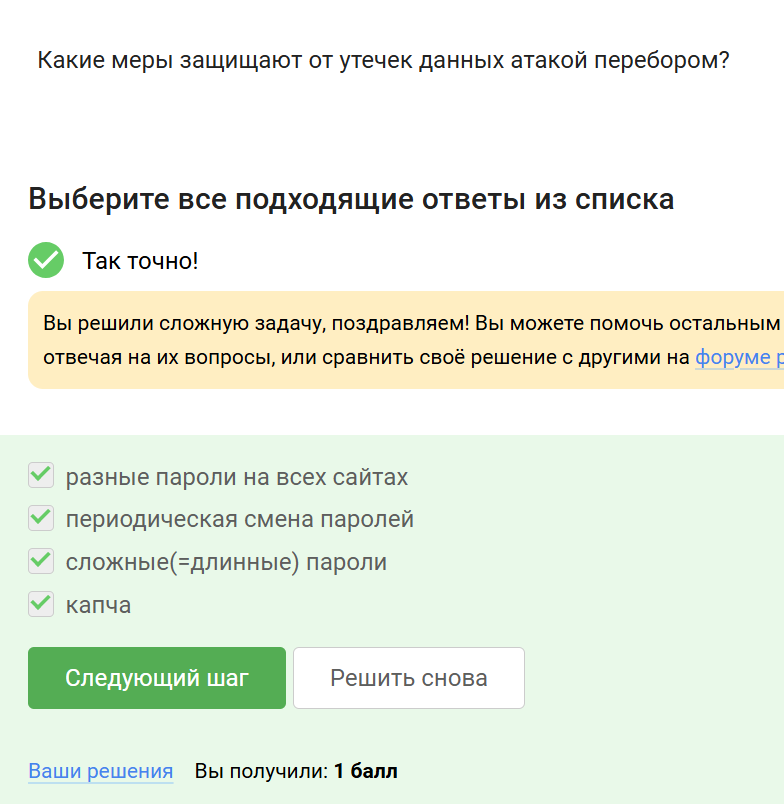 Какие меры защищают от утечек данных атакой перебором?
Выберите все подходящие ответы из списка
Так точно!
Вы решили сложную задачу, поздравляем! Вы можете помочь остальным
отвечая на их вопросы, или сравнить своё решение с другими на форуме р
разные пароли на всех сайтах
периодическая смена паролей
сложные(=длинные) пароли
капча
Следующий шаг
Решить снова
Ваши решения
Вы получили: 1 балл